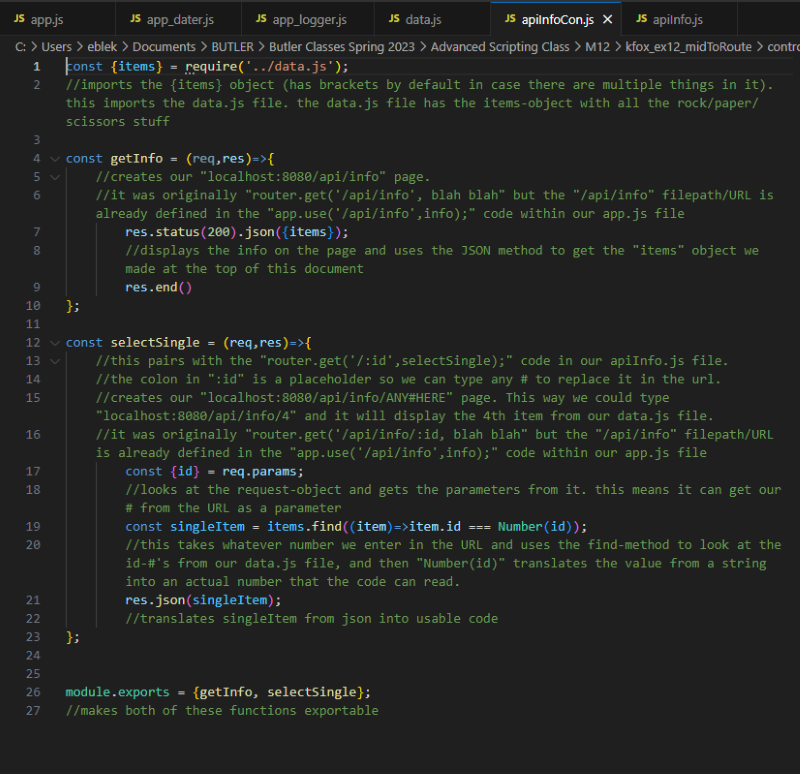 JS app.js JS app_dater.js JS app_logger.js JS data.js JS apiInfoCon.js × JS apiInfo.js
C: > Users > eblek > Documents > BUTLER > Butler Classes Spring 2023 > Advanced Scripting Class > M12 > kfox_ex12_midToRoute > contro
1 const {items} = require('../data.js');
2 //imports the {items} object (has brackets by default in case there are multiple things in it).
this imports the data.js file. the data.js file has the items-object with all the rock/paper/
scissors stuff
3
4 const getInfo = (req,res)=>{
5 //creates our "localhost:8080/api/info" page.
6 //it was originally "router.get('/api/info', blah blah" but the "/api/info" filepath/URL is
already defined in the "app.use('/api/info',info);" code within our app.js file
7 res.status(200).json({items});
8 //displays the info on the page and uses the JSON method to get the "items" object we
made at the top of this document
9 res.end()
10 };
11
12 const selectSingle = (req,res)=>{
13 //this pairs with the "router.get('/:id',selectSingle);" code in our apiInfo.js file.
14 //the colon in ":id" is a placeholder so we can type any # to replace it in the url.
15 //creates our "localhost:8080/api/info/ANY#HERE" page. This way we could type
"localhost:8080/api/info/4" and it will display the 4th item from our data.js file.
16 //it was originally "router.get('/api/info/:id, blah blah" but the "/api/info" filepath/URL
is already defined in the "app.use('/api/info',info);" code within our app.js file
17 const {id} = req.params;
18 //looks at the request-object and gets the parameters from it. this means it can get our
# from the URL as a parameter
19 const singleItem = items.find((item)=>item.id === Number(id));
20 //this takes whatever number we enter in the URL and uses the find-method to look at the
id-#'s from our data.js file, and then "Number(id)" translates the value from a string
into an actual number that the code can read.
21 res.json(singleItem);
22 //translates singleItem from json into usable code
23 };
24
25
26 module.exports = {getInfo, selectSingle};
27 //makes both of these functions exportable